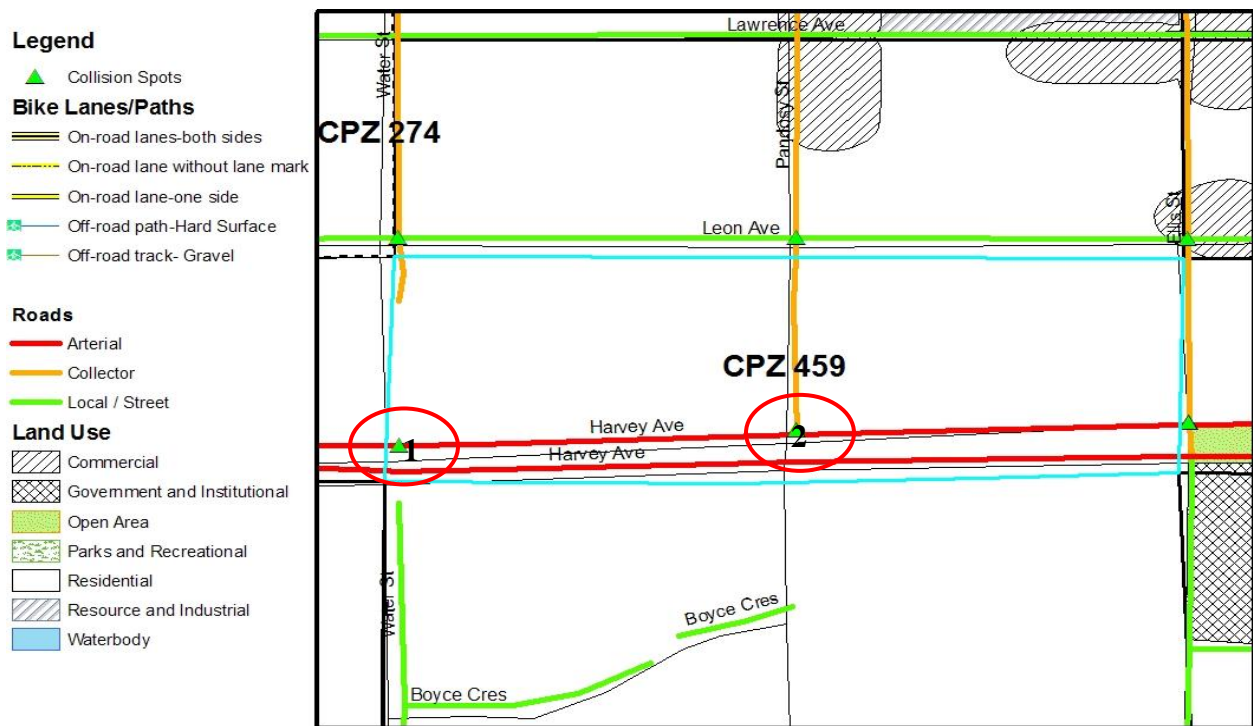 Legend
Collision Spots
Bike Lanes/Paths
On-road lanes-both sides
On-road lane without lane mark
On-road lane-one side
Off-road path-Hard Surface
Off-road track- Gravel
Roads
Arterial
Collector
Local / Street
Land Use
Commercial
Government and Institutional
Open Area
Parks and Recreational
Residential
Resource and Industrial
Waterbody
Lawrence Ave
Water St
Pandosy St
CPZ 274
Ellis St
Leon Ave
CPZ 459
Harvey Ave
1
2
Harvey Ave
Water St
Boyce Cres
Boyce Cres